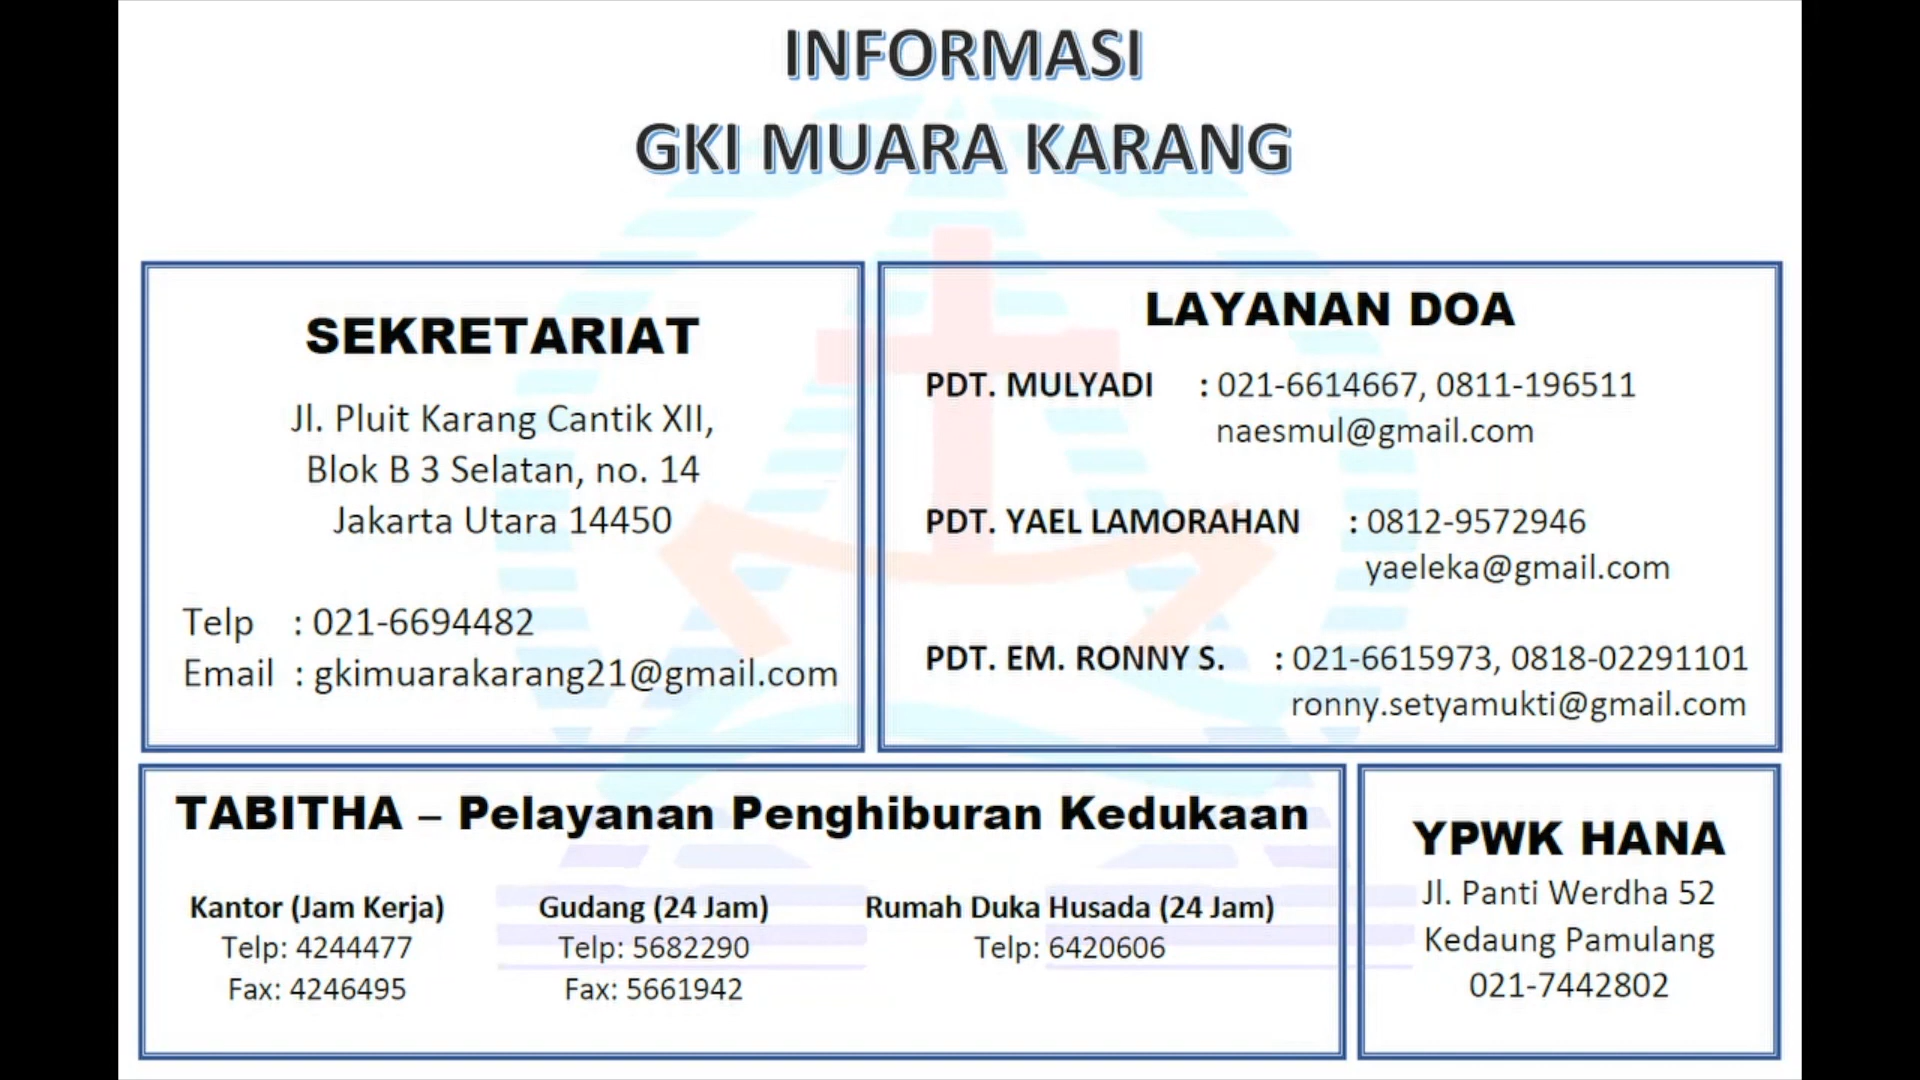 INFORMASI
GKI MUARA KARANG
SEKRETARIAT
Jl. Pluit Karang Cantik XII,
Blok B 3 Selatan, no. 14
Jakarta Utara 14450
Telp : 021-6694482
Email : gkimuarakarang21@gmail.com
LAYANAN DOA
PDT. MULYADI : 021-6614667, 0811-196511
naesmul@gmail.com
PDT. YAEL LAMORAHAN : 0812-9572946
yaeleka@gmail.com
PDT. EM. RONNY S. : 021-6615973, 0818-02291101
ronny.setyamukti@gmail.com
TABITHA – Pelayanan Penghiburan Kedukaan
Kantor (Jam Kerja)
Telp: 4244477
Fax: 4246495
Gudang (24 Jam)
Telp: 5682290
Fax: 5661942
Rumah Duka Husada (24 Jam)
Telp: 6420606
YPWK HANA
Jl. Panti Werdha 52
Kedaung Pamulang
021-7442802